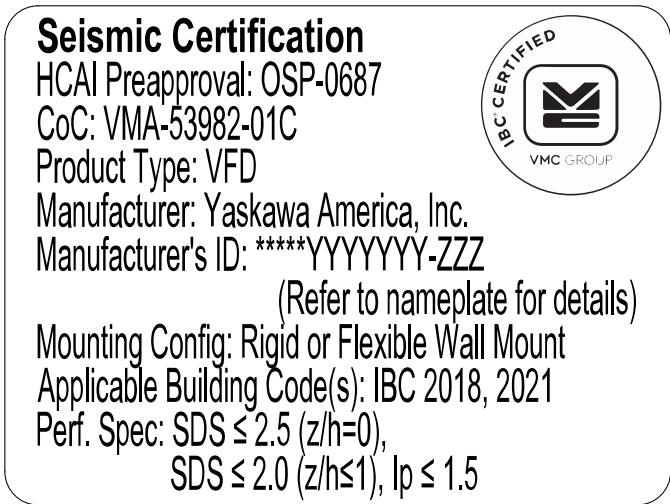 Seismic Certification
HCAI Preapproval: OSP-0687
CoC: VMA-53982-01C
Product Type: VFD
Manufacturer: Yaskawa America, Inc.
Manufacturer's ID: *****YYYYYYY-ZZZ
(Refer to nameplate for details)
Mounting Config: Rigid or Flexible Wall Mount
Applicable Building Code(s): IBC 2018, 2021
Perf. Spec: SDS ≤ 2.5 (z/h=0),
SDS ≤ 2.0 (z/h≤1), Ip ≤ 1.5
IBC® CERTIFIED
VMC GROUP